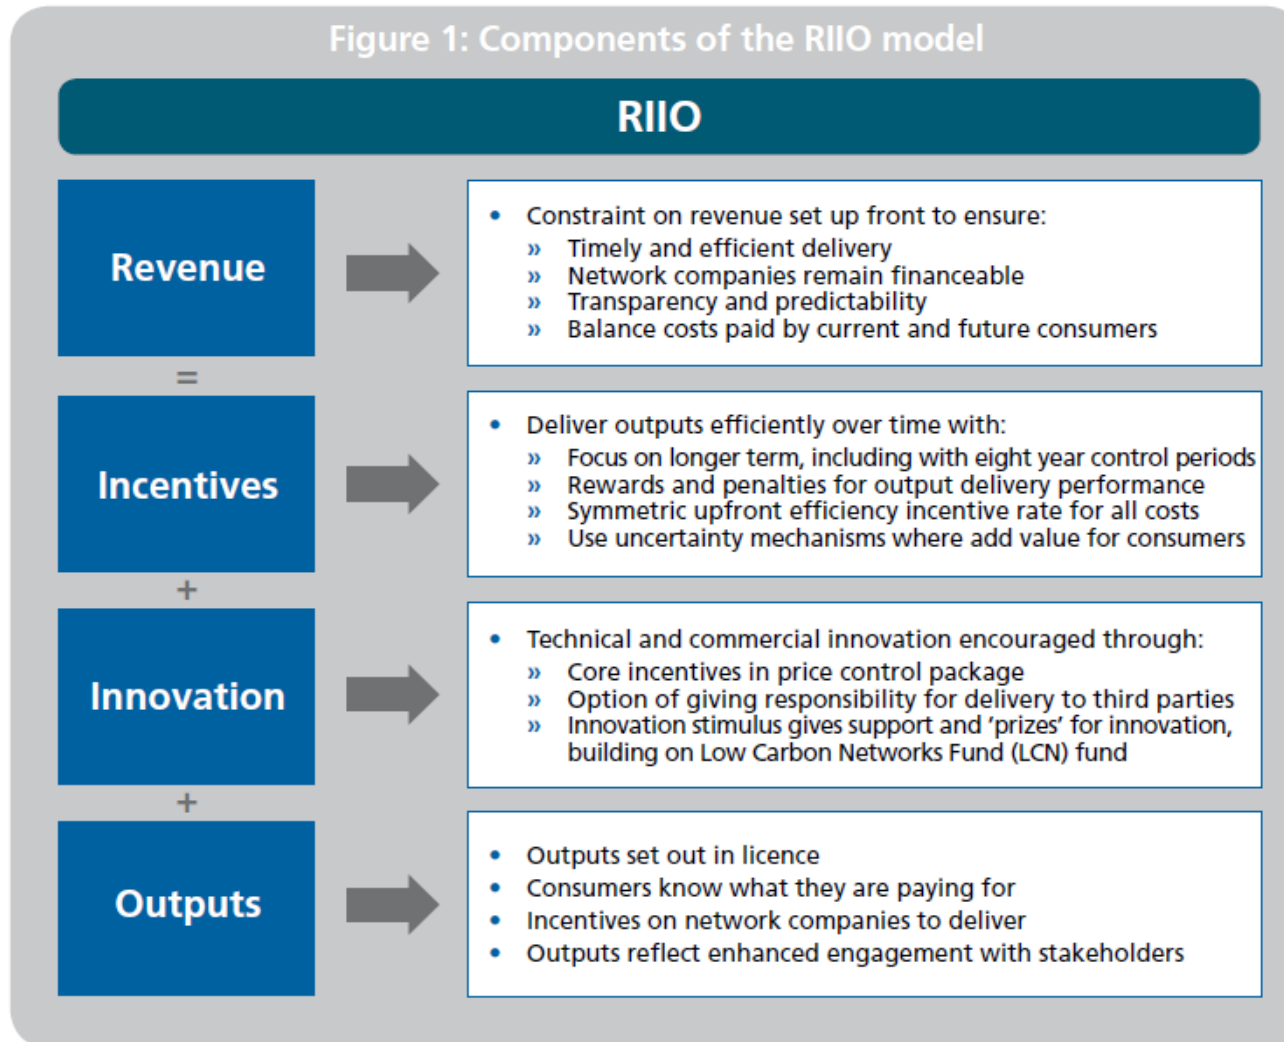 Figure 1: Components of the RIIO model
RIIO
Revenue
• Constraint on revenue set up front to ensure:
» Timely and efficient delivery
» Network companies remain financeable
» Transparency and predictability
» Balance costs paid by current and future consumers
=
Incentives
• Deliver outputs efficiently over time with:
» Focus on longer term, including with eight year control periods
» Rewards and penalties for output delivery performance
» Symmetric upfront efficiency incentive rate for all costs
» Use uncertainty mechanisms where add value for consumers
+
Innovation
• Technical and commercial innovation encouraged through:
» Core incentives in price control package
» Option of giving responsibility for delivery to third parties
» Innovation stimulus gives support and ‘prizes’ for innovation,
building on Low Carbon Networks Fund (LCN) fund
+
Outputs
• Outputs set out in licence
• Consumers know what they are paying for
• Incentives on network companies to deliver
• Outputs reflect enhanced engagement with stakeholders